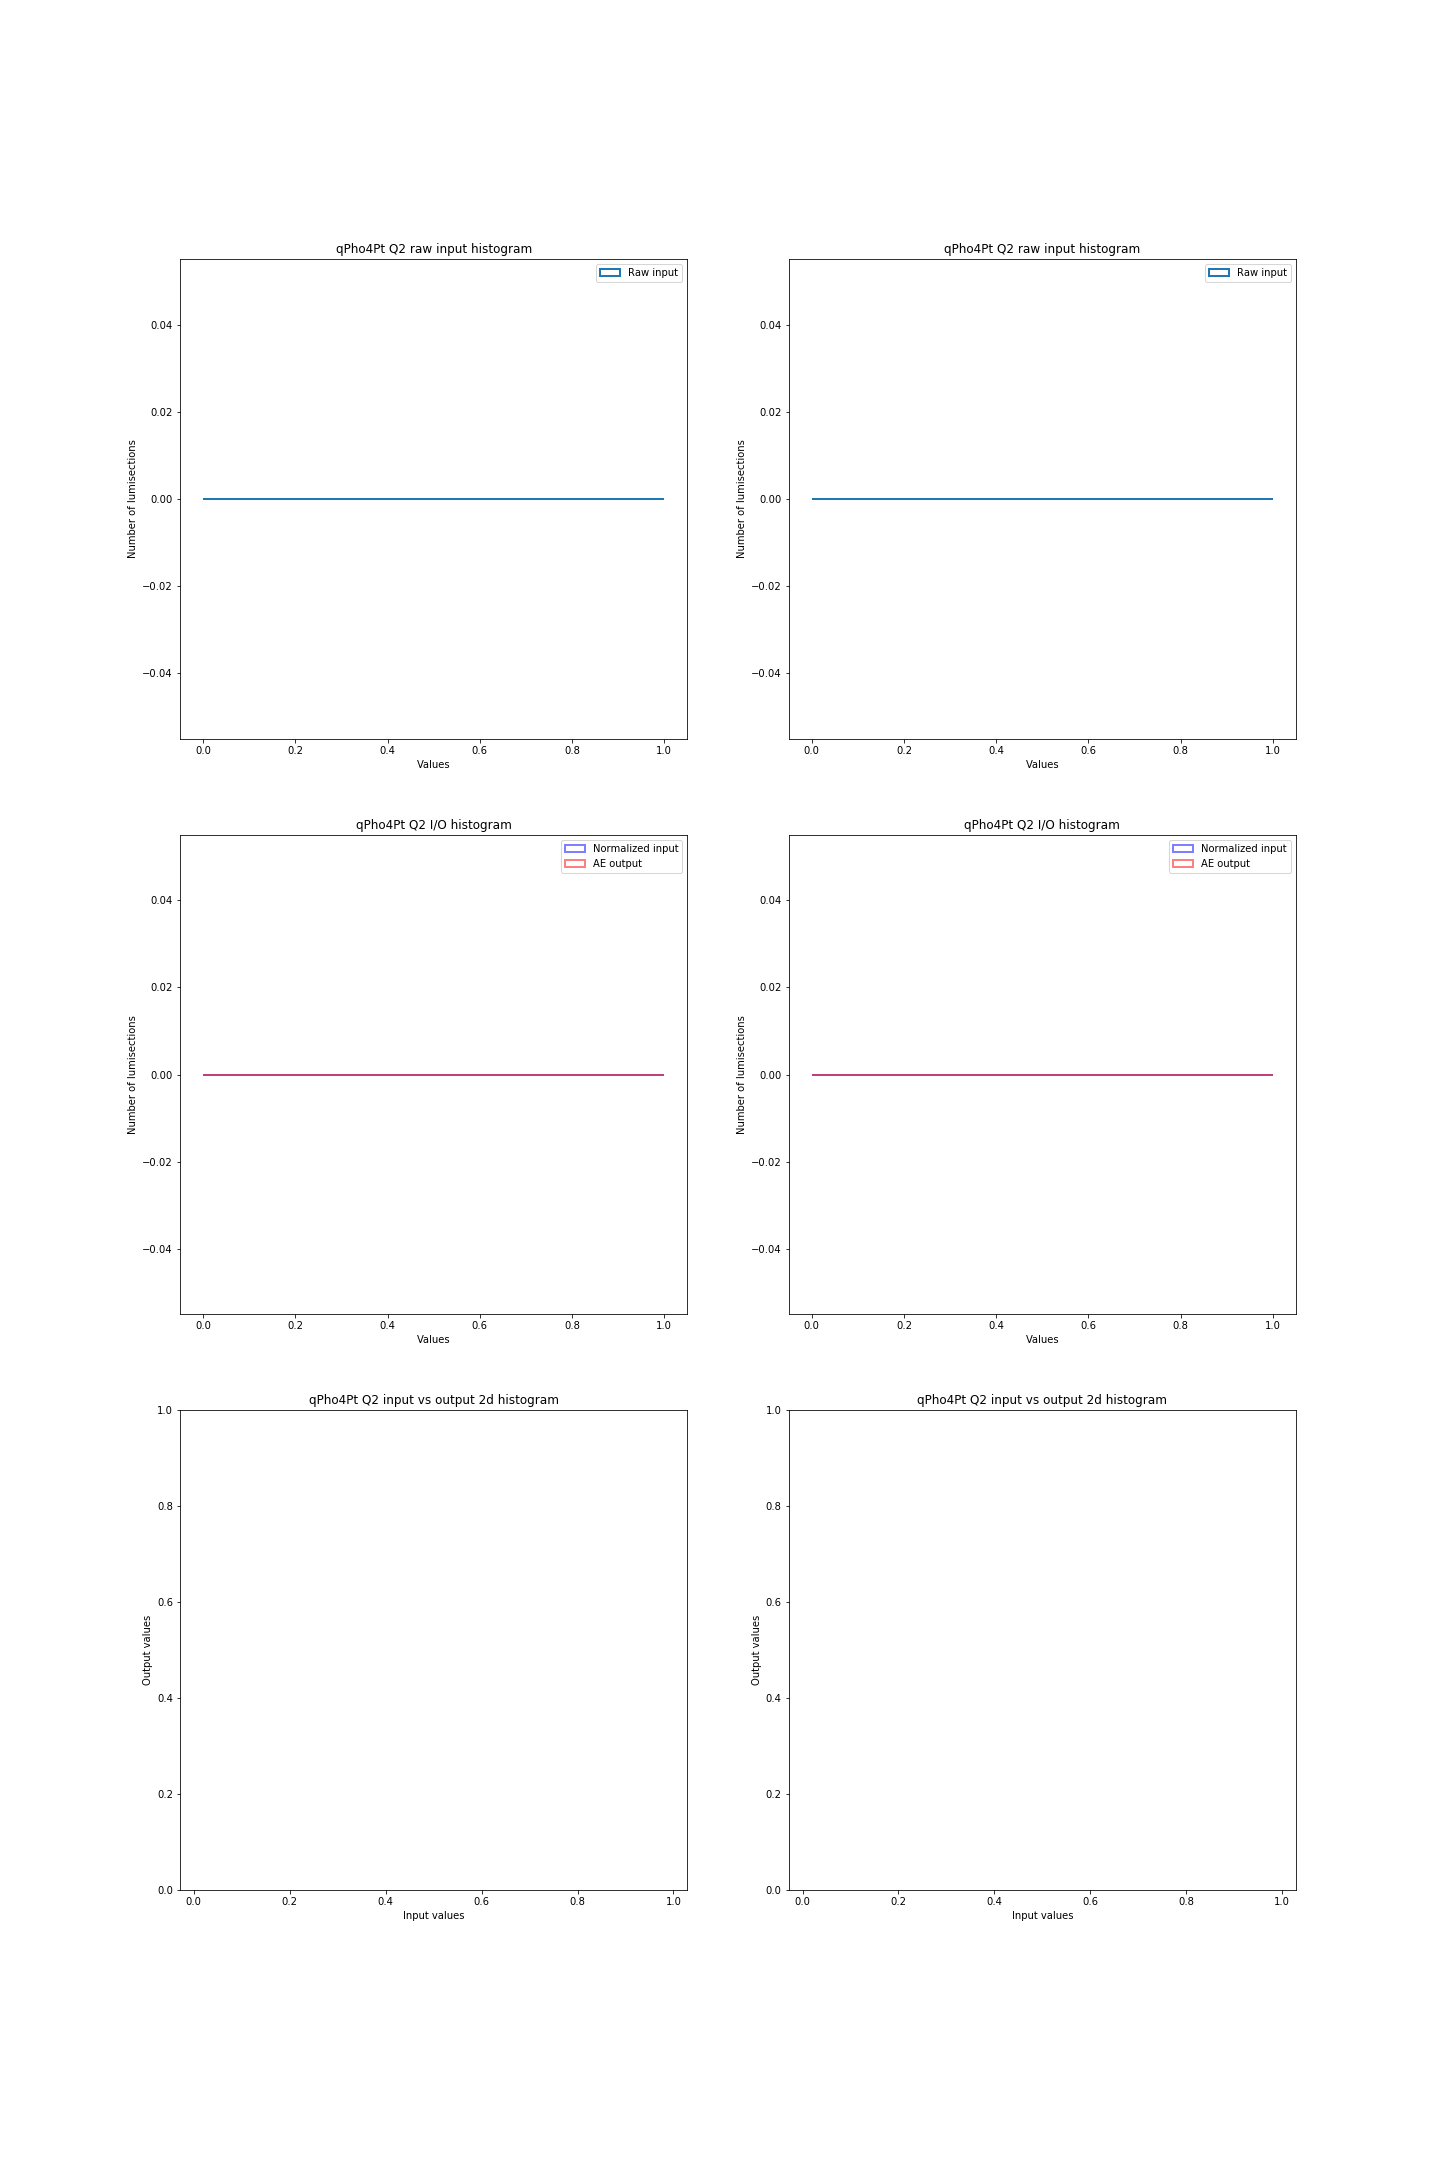 qPho4Pt Q2 raw input histogram
Raw input
0.04
0.02
0.00
−0.02
−0.04
Number of lumisections
0.0 0.2 0.4 0.6 0.8 1.0
Values
qPho4Pt Q2 raw input histogram
Raw input
0.04
0.02
0.00
−0.02
−0.04
Number of lumisections
0.0 0.2 0.4 0.6 0.8 1.0
Values
qPho4Pt Q2 I/O histogram
Normalized input
AE output
0.04
0.02
0.00
−0.02
−0.04
Number of lumisections
0.0 0.2 0.4 0.6 0.8 1.0
Values
qPho4Pt Q2 I/O histogram
Normalized input
AE output
0.04
0.02
0.00
−0.02
−0.04
Number of lumisections
0.0 0.2 0.4 0.6 0.8 1.0
Values
qPho4Pt Q2 input vs output 2d histogram
1.0
0.8
0.6
0.4
0.2
0.0
Output values
0.0 0.2 0.4 0.6 0.8 1.0
Input values
qPho4Pt Q2 input vs output 2d histogram
1.0
0.8
0.6
0.4
0.2
0.0
Output values
0.0 0.2 0.4 0.6 0.8 1.0
Input values